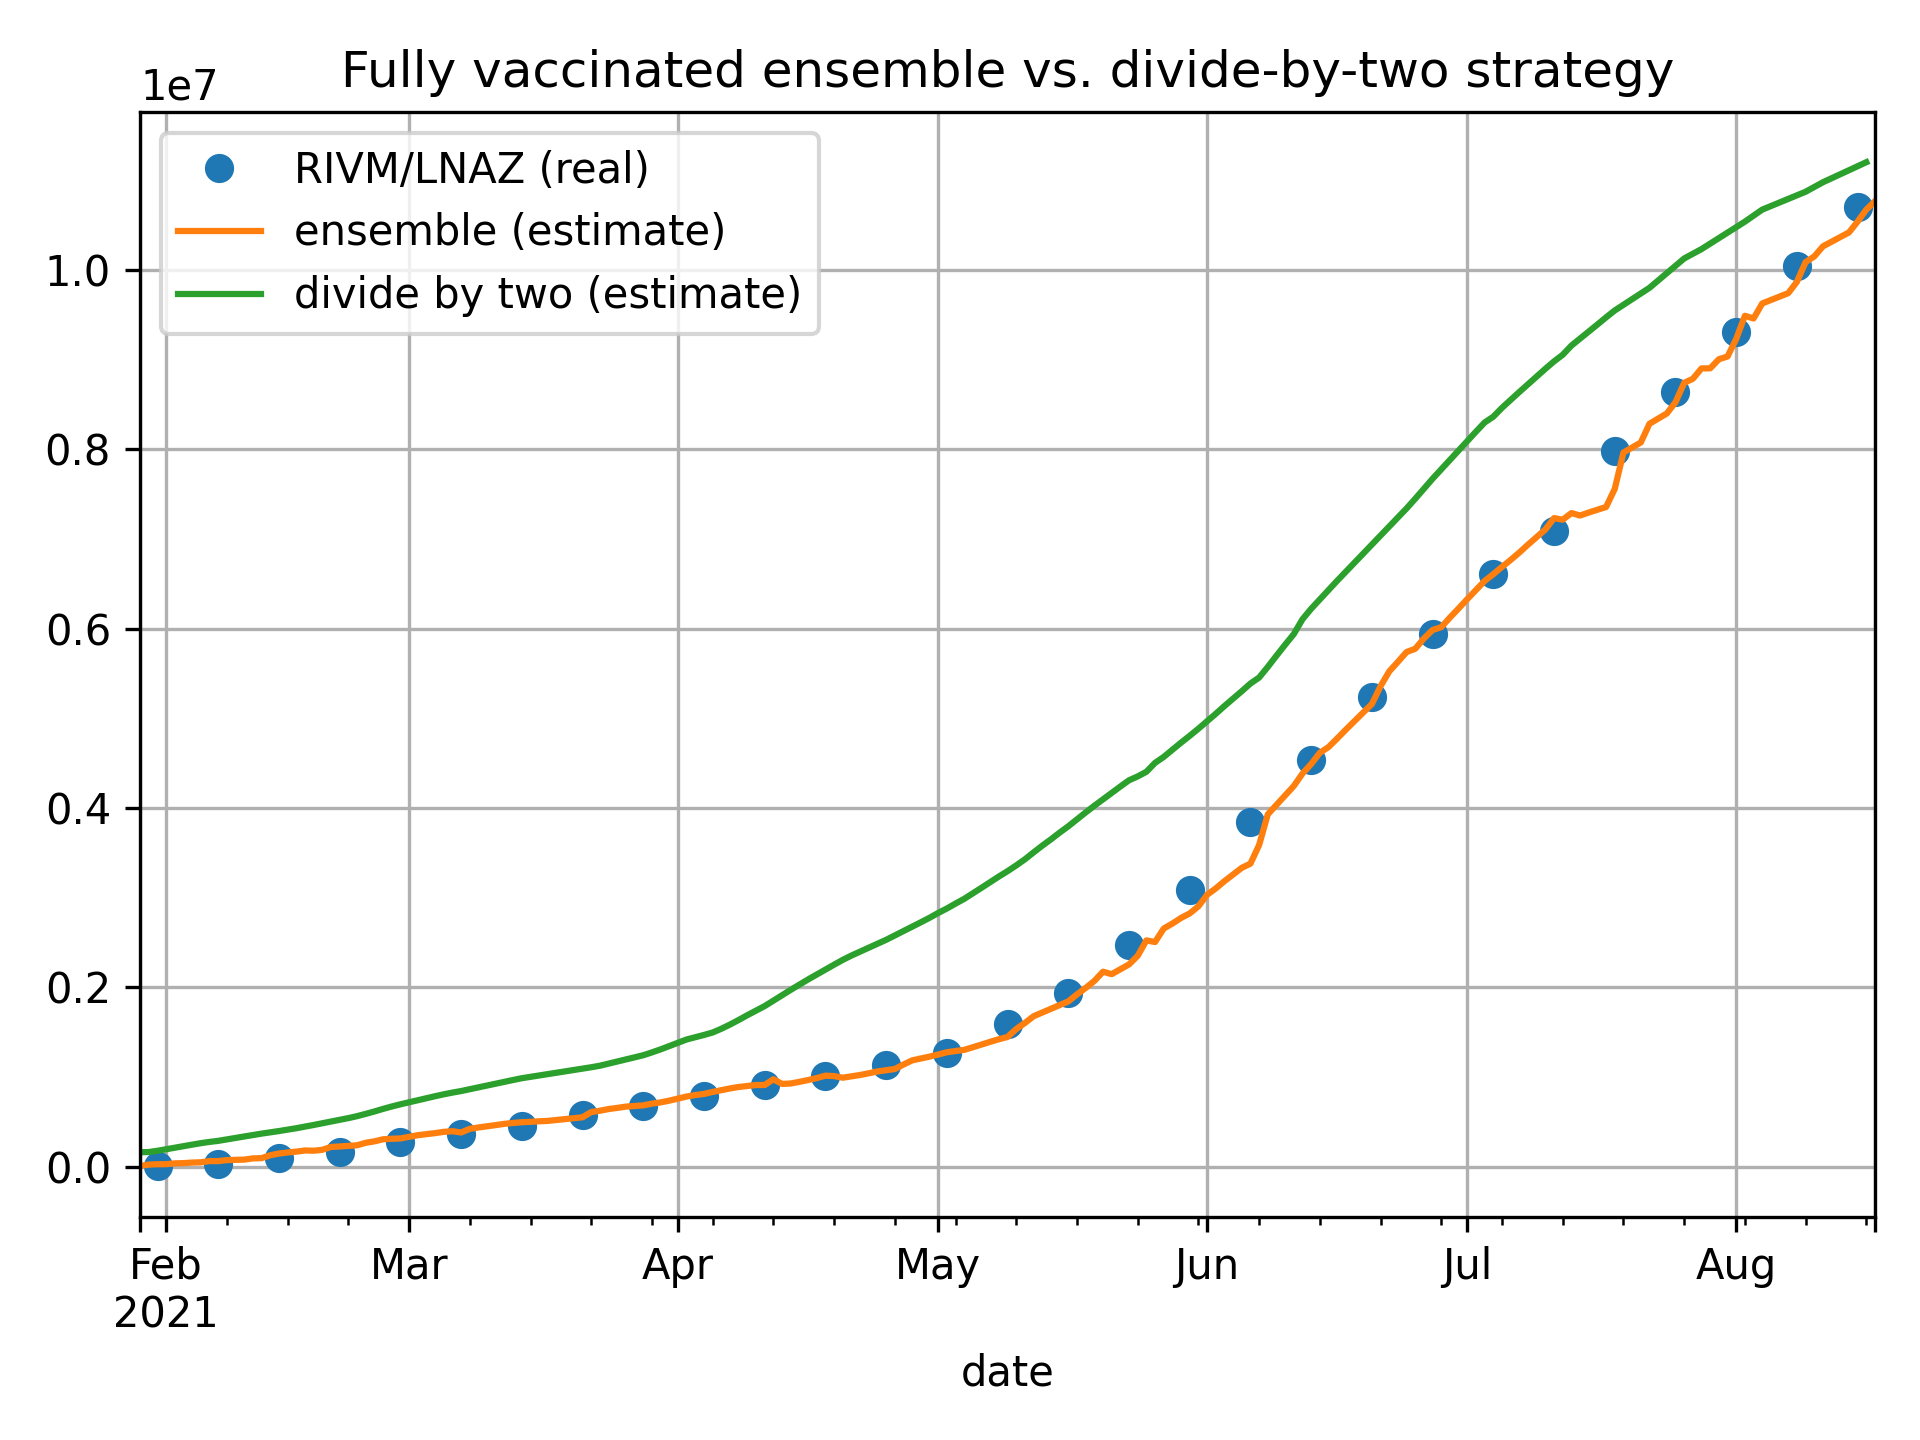 Fully vaccinated ensemble vs. divide-by-two strategy
1e7
RIVM/LNAZ (real)
ensemble (estimate)
divide by two (estimate)
1.0
0.8
0.6
0.4
0.2
0.0
Feb Mar Apr May Jun Jul Aug
2021
date